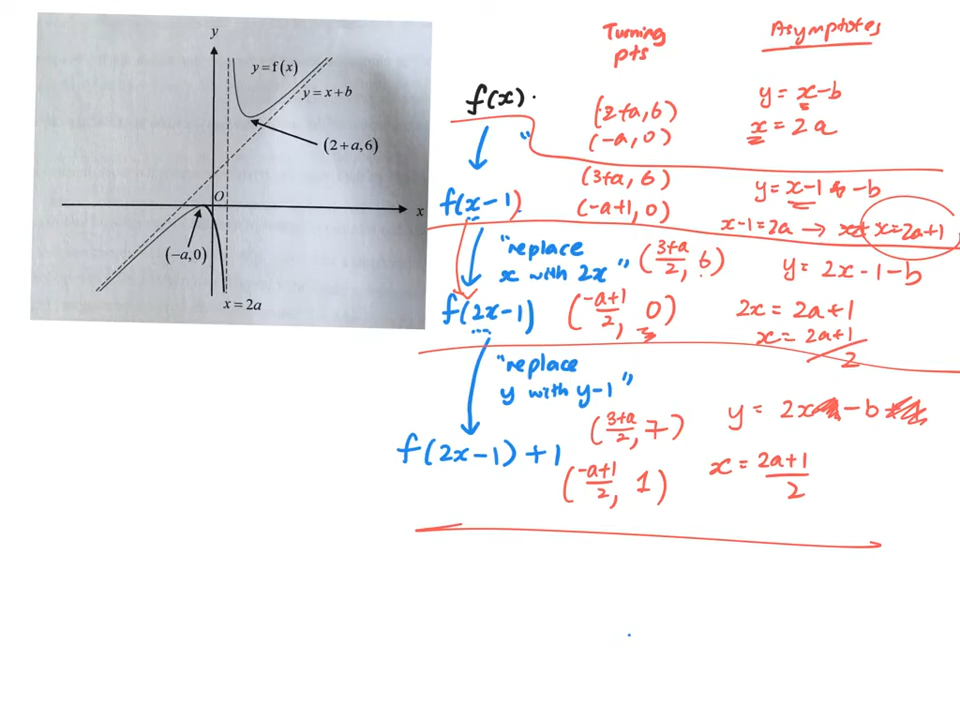 y
y = f(x)
y = x + b
(2 + a, 6)
O
x
(−a, 0)
x = 2a
Turning
pts
Asymptotes
f(x).
(2+a, 6)
(-a, 0)
y = x-b
x = 2a
"
f(x-1)
(3+a, 6)
(-a+1, 0)
y = x-1 -b
x-1 = 2a → x = 2a+1
"replace
x with 2x"
(3+a/2, 6)
y = 2x-1-b
f(2x-1)
(-a+1/2, 0)
2x = 2a+1
x = 2a+1/2
"replace
y with y-1"
(3+a/2, 7)
y = 2x -b
f(2x-1)+1
(-a+1/2, 1)
x = 2a+1/2